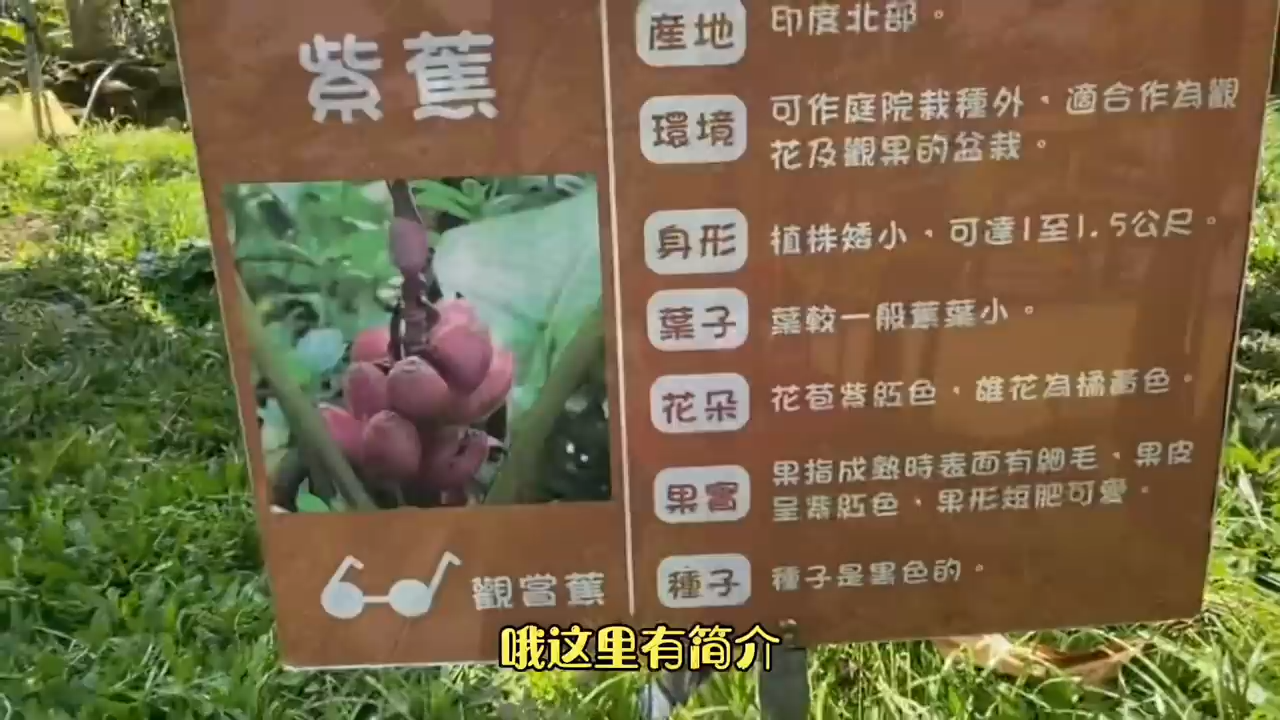 紫蕉
觀賞蕉
產地 印度北部。
環境 可作庭院栽種外，適合作為觀
花及觀果的盆栽。
身形 植株矮小，可達1至1.5公尺。
葉子 葉較一般蕉葉小。
花朵 花苞紫紅色，雄花為橘黃色。
果實 果指成熟時表面有細毛，果皮
呈紫紅色，果形短肥可愛。
種子 種子是黑色的。
哦这里有简介